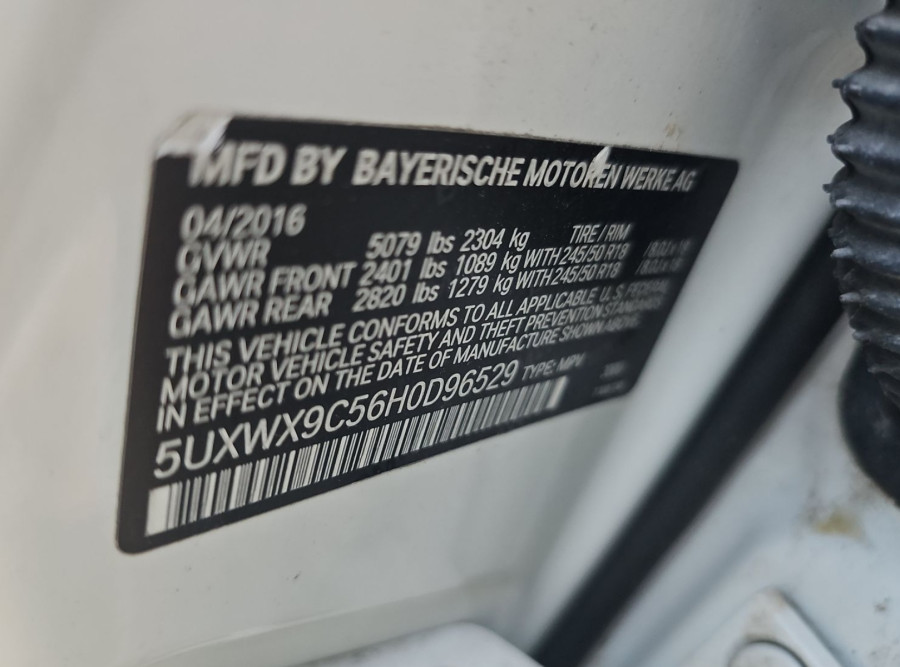 MFD BY BAYERISCHE MOTOREN WERKE AG
04/2016
TIRE / RIM
GVWR 5079 lbs 2304 kg
GAWR FRONT 2401 lbs 1089 kg WITH 245/50 R18
GAWR REAR 2820 lbs 1279 kg WITH 245/50 R18
THIS VEHICLE CONFORMS TO ALL APPLICABLE U.S. FEDERAL
MOTOR VEHICLE SAFETY AND THEFT PREVENTION STANDARDS
IN EFFECT ON THE DATE OF MANUFACTURE SHOWN ABOVE
5UXWX9C56H0D96529 TYPE: MPV